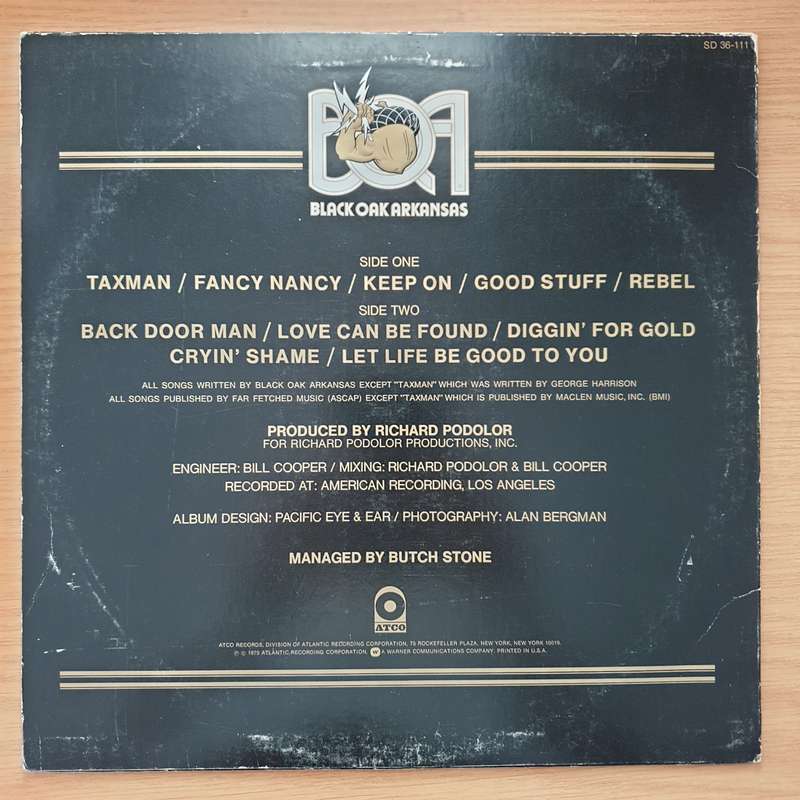 SD 36-111
BOA
BLACK OAK ARKANSAS
SIDE ONE
TAXMAN / FANCY NANCY / KEEP ON / GOOD STUFF / REBEL
SIDE TWO
BACK DOOR MAN / LOVE CAN BE FOUND / DIGGIN' FOR GOLD
CRYIN' SHAME / LET LIFE BE GOOD TO YOU
ALL SONGS WRITTEN BY BLACK OAK ARKANSAS EXCEPT "TAXMAN" WHICH WAS WRITTEN BY GEORGE HARRISON
ALL SONGS PUBLISHED BY FAR FETCHED MUSIC (ASCAP) EXCEPT "TAXMAN" WHICH IS PUBLISHED BY MACLEN MUSIC, INC. (BMI)
PRODUCED BY RICHARD PODOLOR
FOR RICHARD PODOLOR PRODUCTIONS, INC.
ENGINEER: BILL COOPER / MIXING: RICHARD PODOLOR & BILL COOPER
RECORDED AT: AMERICAN RECORDING, LOS ANGELES
ALBUM DESIGN: PACIFIC EYE & EAR / PHOTOGRAPHY: ALAN BERGMAN
MANAGED BY BUTCH STONE
ATCO
ATCO RECORDS, DIVISION OF ATLANTIC RECORDING CORPORATION, 75 ROCKEFELLER PLAZA, NEW YORK, NEW YORK 10019.
℗ © 1975 ATLANTIC RECORDING CORPORATION, W A WARNER COMMUNICATIONS COMPANY. PRINTED IN U.S.A.